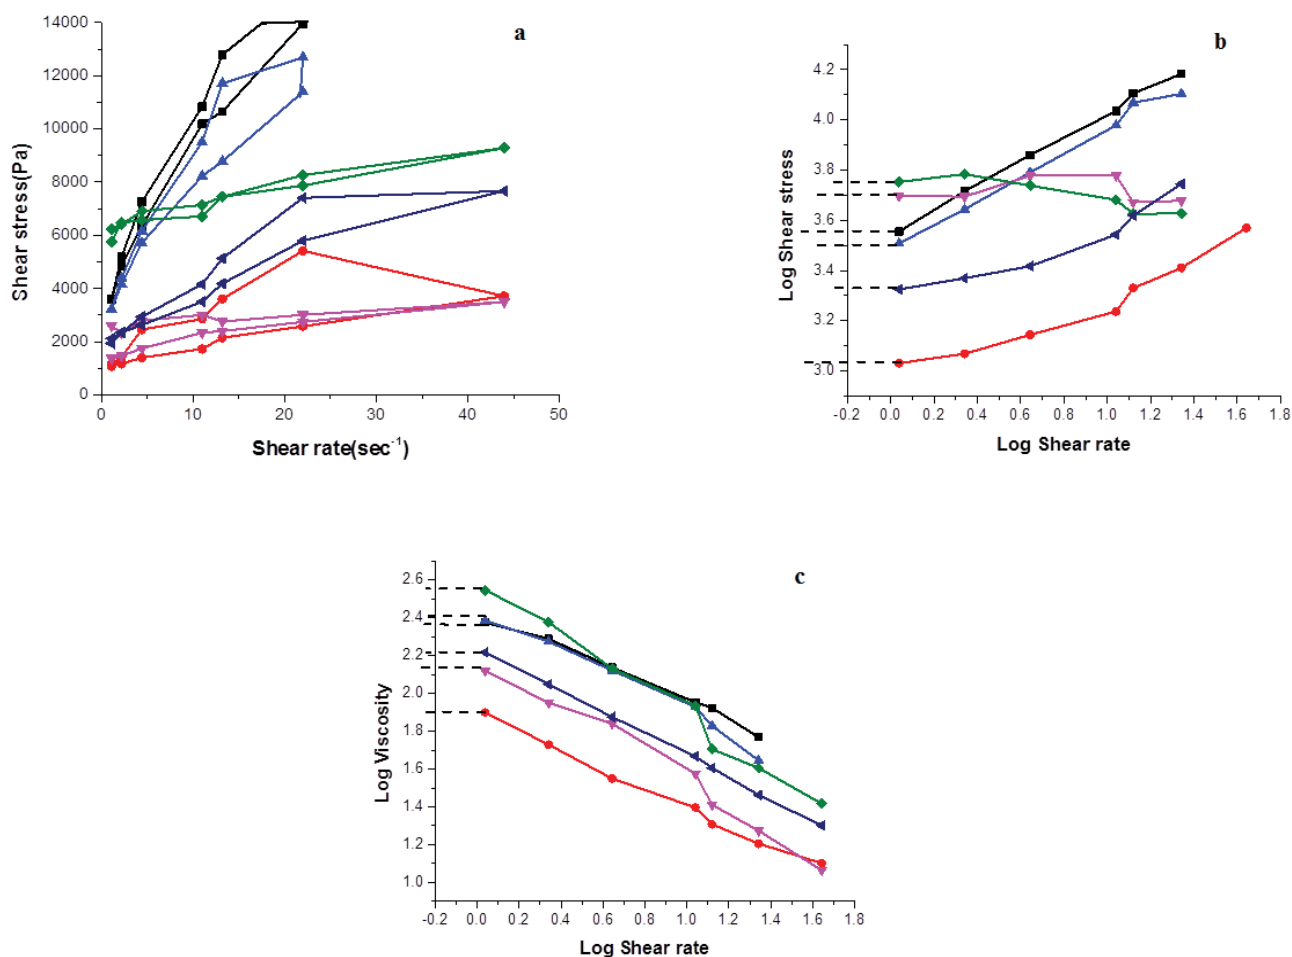 a
14000
12000
10000
8000
6000
4000
2000
0
0 10 20 30 40 50
Shear stress(Pa)
Shear rate(sec⁻¹)
b
4.2
4.0
3.8
3.6
3.4
3.2
3.0
-0.2 0.0 0.2 0.4 0.6 0.8 1.0 1.2 1.4 1.6 1.8
Log Shear stress
Log Shear rate
c
2.6
2.4
2.2
2.0
1.8
1.6
1.4
1.2
1.0
-0.2 0.0 0.2 0.4 0.6 0.8 1.0 1.2 1.4 1.6 1.8
Log Viscosity
Log Shear rate